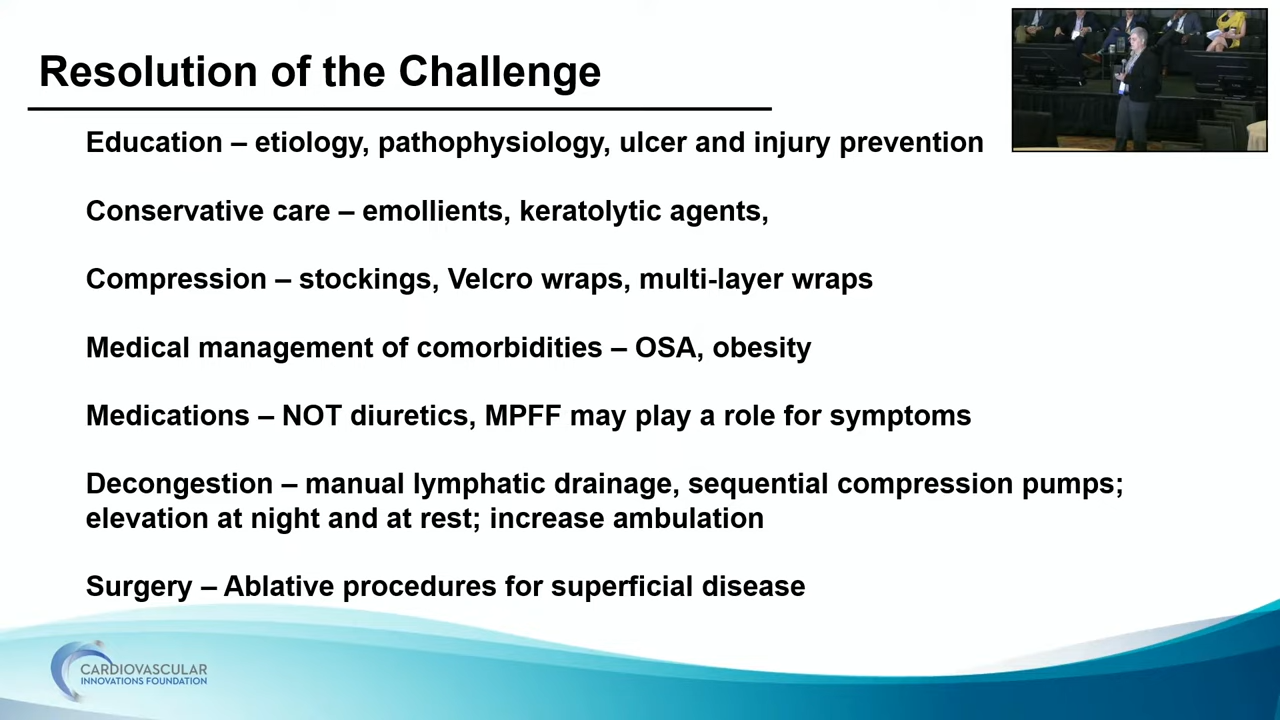 Resolution of the Challenge
Education – etiology, pathophysiology, ulcer and injury prevention
Conservative care – emollients, keratolytic agents,
Compression – stockings, Velcro wraps, multi-layer wraps
Medical management of comorbidities – OSA, obesity
Medications – NOT diuretics, MPFF may play a role for symptoms
Decongestion – manual lymphatic drainage, sequential compression pumps;
elevation at night and at rest; increase ambulation
Surgery – Ablative procedures for superficial disease
CARDIOVASCULAR
INNOVATIONS FOUNDATION